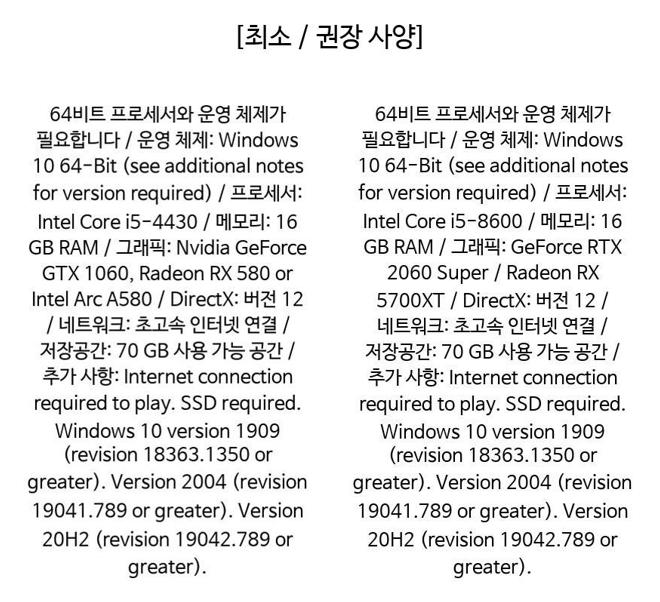 [최소 / 권장 사양]
64비트 프로세서와 운영 체제가
필요합니다 / 운영 체제: Windows
10 64-Bit (see additional notes
for version required) / 프로세서:
Intel Core i5-4430 / 메모리: 16
GB RAM / 그래픽: Nvidia GeForce
GTX 1060, Radeon RX 580 or
Intel Arc A580 / DirectX: 버전 12
/ 네트워크: 초고속 인터넷 연결 /
저장공간: 70 GB 사용 가능 공간 /
추가 사항: Internet connection
required to play. SSD required.
Windows 10 version 1909
(revision 18363.1350 or
greater). Version 2004 (revision
19041.789 or greater). Version
20H2 (revision 19042.789 or
greater).
64비트 프로세서와 운영 체제가
필요합니다 / 운영 체제: Windows
10 64-Bit (see additional notes
for version required) / 프로세서:
Intel Core i5-8600 / 메모리: 16
GB RAM / 그래픽: GeForce RTX
2060 Super / Radeon RX
5700XT / DirectX: 버전 12 /
네트워크: 초고속 인터넷 연결 /
저장공간: 70 GB 사용 가능 공간 /
추가 사항: Internet connection
required to play. SSD required.
Windows 10 version 1909
(revision 18363.1350 or
greater). Version 2004 (revision
19041.789 or greater). Version
20H2 (revision 19042.789 or
greater).